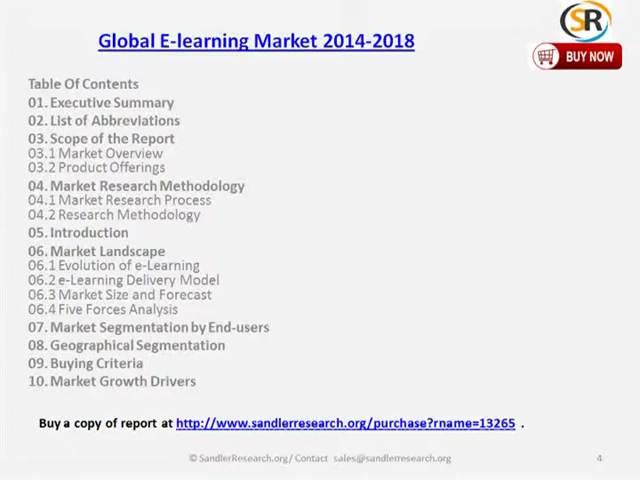 Global E-learning Market 2014-2018
SR
BUY NOW
Table Of Contents
01. Executive Summary
02. List of Abbreviations
03. Scope of the Report
03.1 Market Overview
03.2 Product Offerings
04. Market Research Methodology
04.1 Market Research Process
04.2 Research Methodology
05. Introduction
06. Market Landscape
06.1 Evolution of e-Learning
06.2 e-Learning Delivery Model
06.3 Market Size and Forecast
06.4 Five Forces Analysis
07. Market Segmentation by End-users
08. Geographical Segmentation
09. Buying Criteria
10. Market Growth Drivers
Buy a copy of report at http://www.sandlerresearch.org/purchase?rname=13265 .
© SandlerResearch.org/ Contact sales@sandlerresearch.org 4